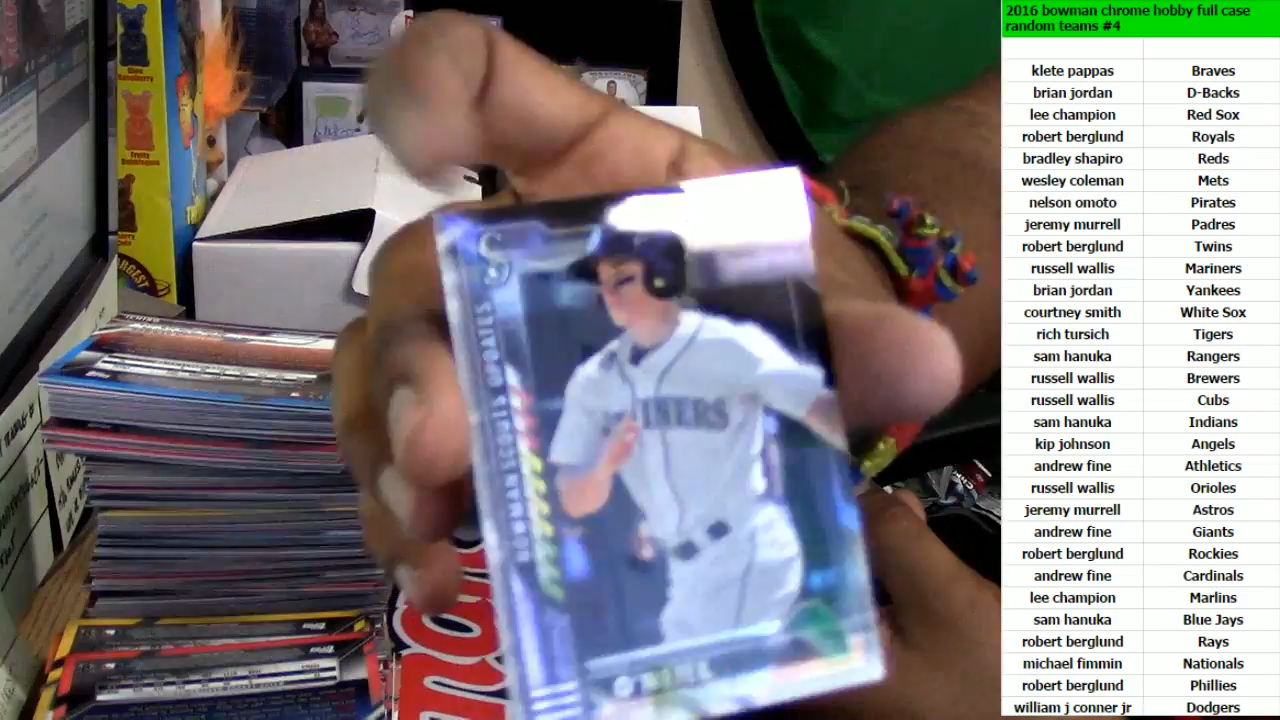 2016 bowman chrome hobby full case
random teams #4
klete pappas Braves
brian jordan D-Backs
lee champion Red Sox
robert berglund Royals
bradley shapiro Reds
wesley coleman Mets
nelson omoto Pirates
jeremy murrell Padres
robert berglund Twins
russell wallis Mariners
brian jordan Yankees
courtney smith White Sox
rich tursich Tigers
sam hanuka Rangers
russell wallis Brewers
russell wallis Cubs
sam hanuka Indians
kip johnson Angels
andrew fine Athletics
russell wallis Orioles
jeremy murrell Astros
andrew fine Giants
robert berglund Rockies
andrew fine Cardinals
lee champion Marlins
sam hanuka Blue Jays
robert berglund Rays
michael fimmin Nationals
robert berglund Phillies
william j conner jr Dodgers
BOWMAN SCOUTS UPDATES